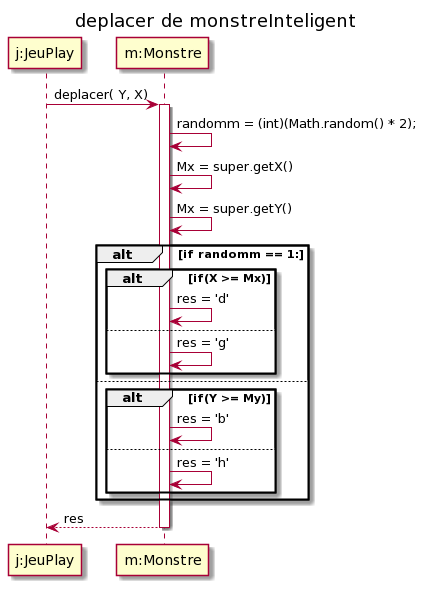 deplacer de monstreInteligent
j:JeuPlay m:Monstre
deplacer( Y, X)
randomm = (int)(Math.random() * 2);
Mx = super.getX()
Mx = super.getY()
alt [if randomm == 1:]
alt [if(X >= Mx)]
res = 'd'
res = 'g'
alt [if(Y >= My)]
res = 'b'
res = 'h'
res
j:JeuPlay m:Monstre